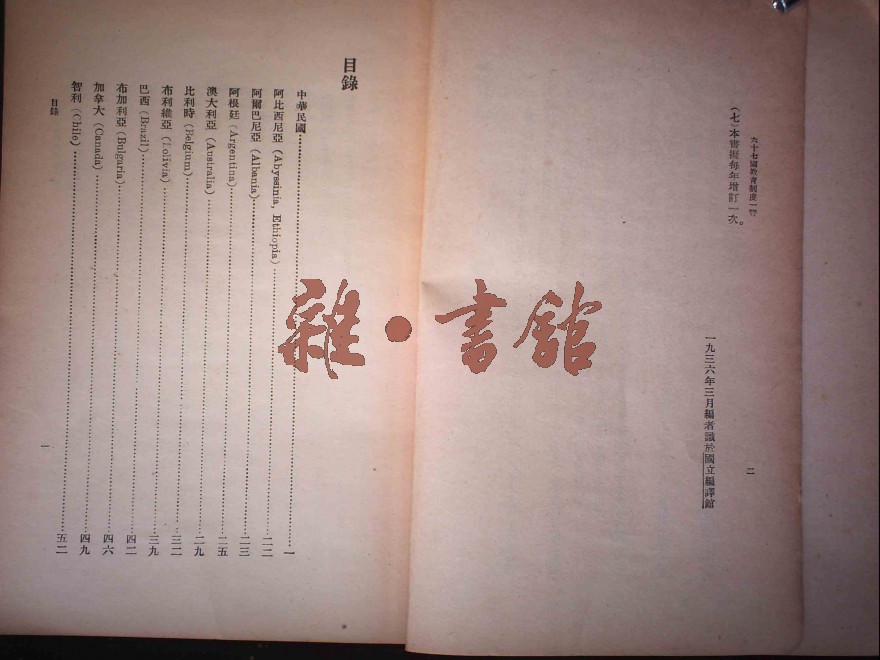 六十七國教育制度一覽
二
(七)本書擬每年增訂一次。
一九三六年三月編者識於國立編譯館
目錄
中華民國……一
阿比西尼亞 (Abyssinia, Ethiopia)……二二
阿爾巴尼亞 (Albania)……二三
阿根廷 (Argentina)……二五
澳大利亞 (Australia)……二九
比利時 (Belgium)……三二
布利維亞 (Bolivia)……三九
巴西 (Brazil)……四二
布加利亞 (Bulgaria)……四六
加拿大 (Canada)……四九
智利 (Chile)……五二
目錄
一
雜·書館